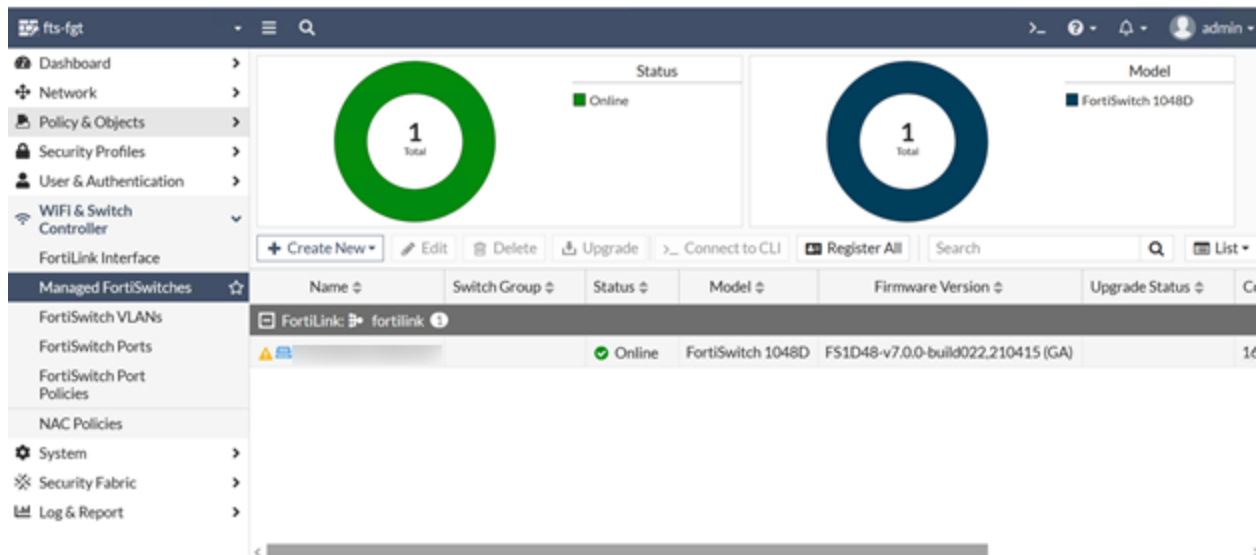 fts-fgt
>_ admin
Dashboard
Network
Policy & Objects
Security Profiles
User & Authentication
WiFi & Switch
Controller
FortiLink Interface
Managed FortiSwitches
FortiSwitch VLANs
FortiSwitch Ports
FortiSwitch Port
Policies
NAC Policies
System
Security Fabric
Log & Report
1
Total
Status
Online
1
Total
Model
FortiSwitch 1048D
+ Create New Edit Delete Upgrade >_ Connect to CLI Register All Search List
Name Switch Group Status Model Firmware Version Upgrade Status
FortiLink: fortilink 1
Online FortiSwitch 1048D FS1D48-v7.0.0-build022,210415 (GA) 16